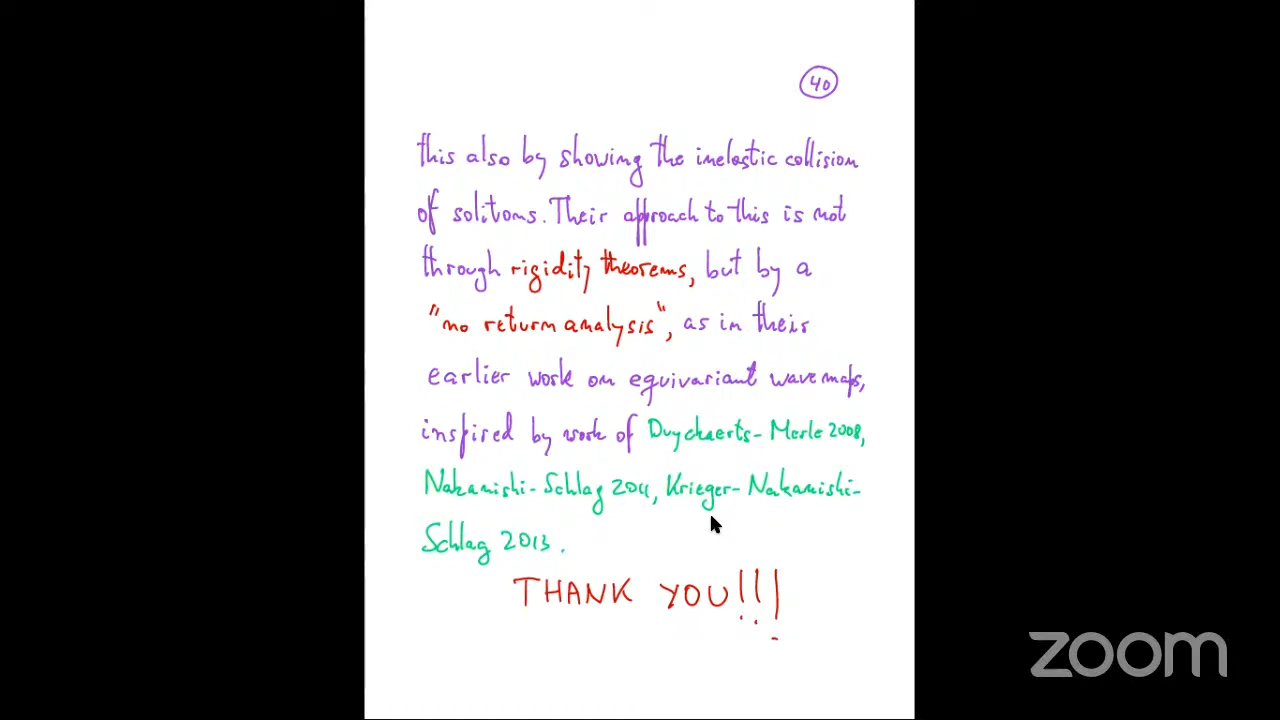 40
this also by showing the inelastic collision
of solitons. Their approach to this is not
through rigidity theorems, but by a
"no return analysis", as in their
earlier work on equivariant wave maps,
inspired by work of Duyckaerts-Merle 2008,
Nakanishi-Schlag 2011, Krieger-Nakanishi-
Schlag 2013.
THANK YOU!!!
zoom